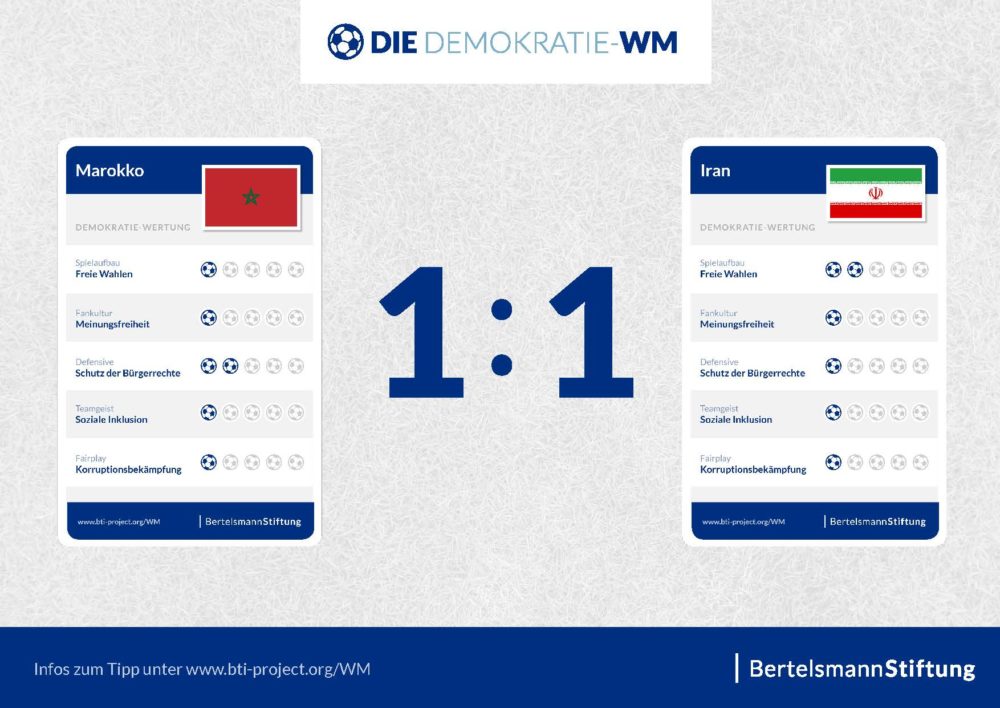 DIE DEMOKRATIE-WM
Marokko
DEMOKRATIE-WERTUNG
Spielaufbau
Freie Wahlen
Fankultur
Meinungsfreiheit
Defensive
Schutz der Bürgerrechte
Teamgeist
Soziale Inklusion
Fairplay
Korruptionsbekämpfung
www.bti-project.org/WM
BertelsmannStiftung
1:1
Iran
DEMOKRATIE-WERTUNG
Spielaufbau
Freie Wahlen
Fankultur
Meinungsfreiheit
Defensive
Schutz der Bürgerrechte
Teamgeist
Soziale Inklusion
Fairplay
Korruptionsbekämpfung
www.bti-project.org/WM
BertelsmannStiftung
Infos zum Tipp unter www.bti-project.org/WM
BertelsmannStiftung